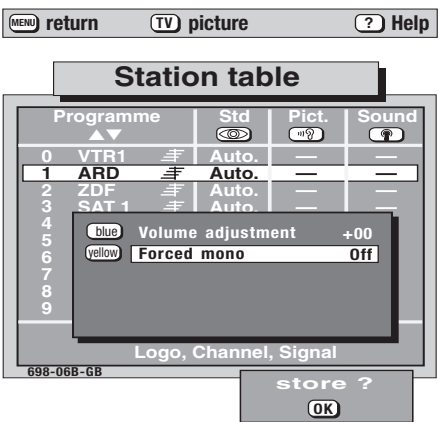 MENU return TV picture ? Help
Station table
Programme Std Pict. Sound
0 VTR1 Auto. — —
1 ARD Auto. — —
2 ZDF Auto. — —
3 SAT 1 Auto. — —
4
5
6
7
8
9
blue Volume adjustment +00
yellow Forced mono Off
Logo, Channel, Signal
698-06B-GB
store ?
OK